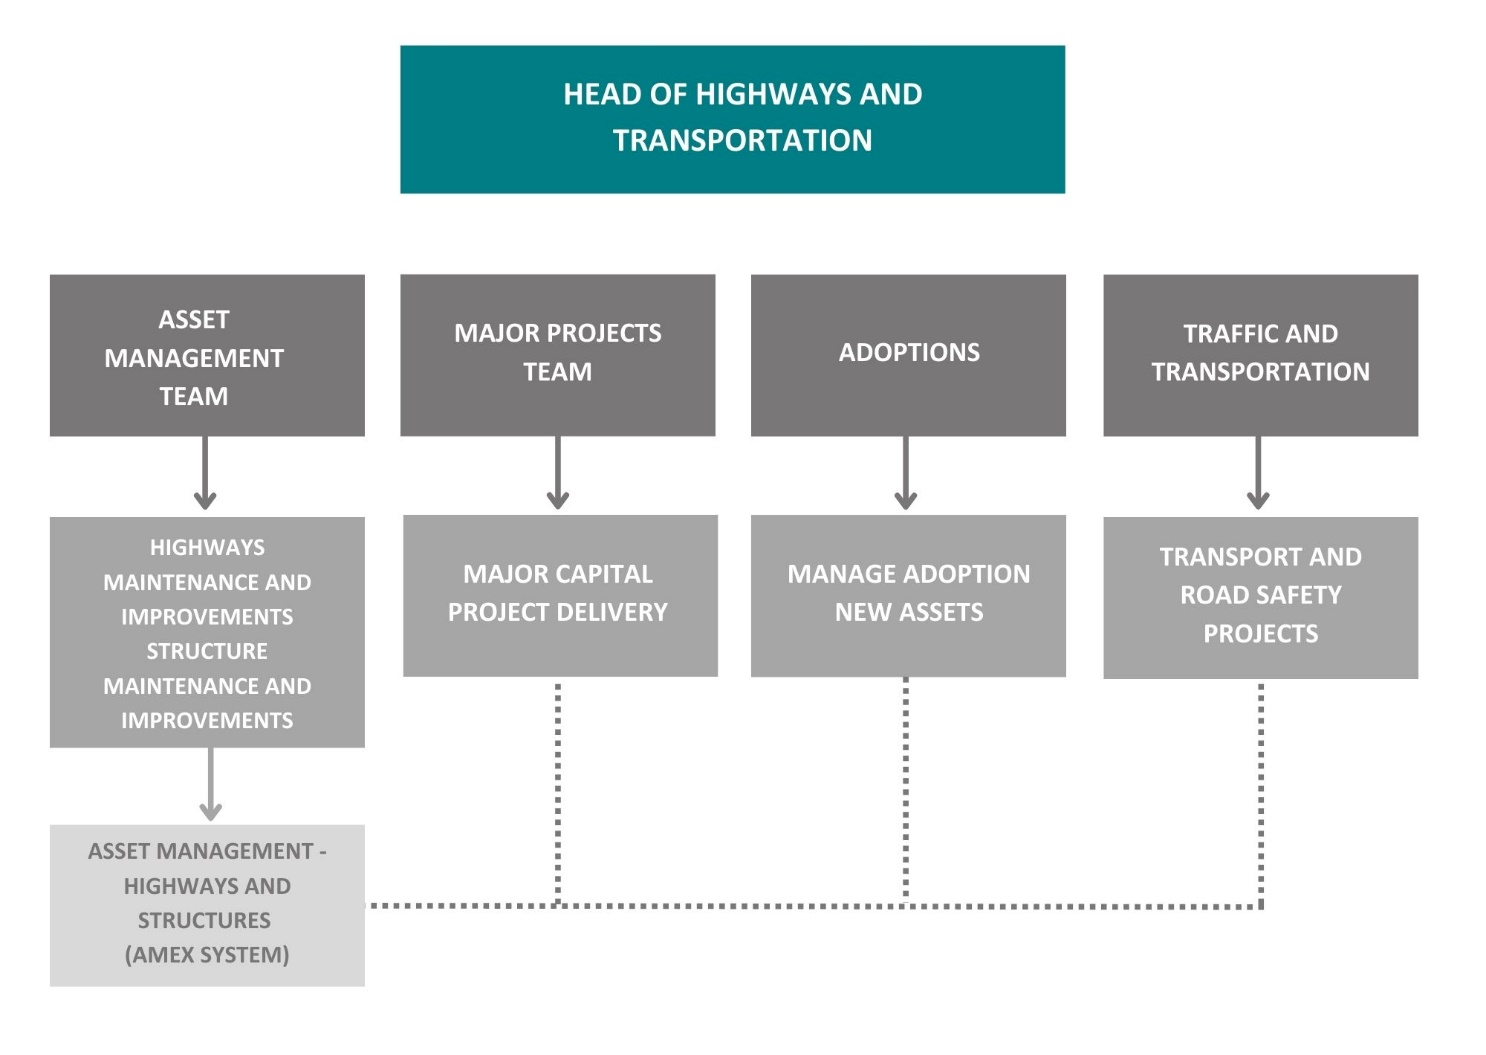 HEAD OF HIGHWAYS AND
TRANSPORTATION
ASSET
MANAGEMENT
TEAM
MAJOR PROJECTS
TEAM
ADOPTIONS
TRAFFIC AND
TRANSPORTATION
HIGHWAYS
MAINTENANCE AND
IMPROVEMENTS
STRUCTURE
MAINTENANCE AND
IMPROVEMENTS
MAJOR CAPITAL
PROJECT DELIVERY
MANAGE ADOPTION
NEW ASSETS
TRANSPORT AND
ROAD SAFETY
PROJECTS
ASSET MANAGEMENT -
HIGHWAYS AND
STRUCTURES
(AMEX SYSTEM)